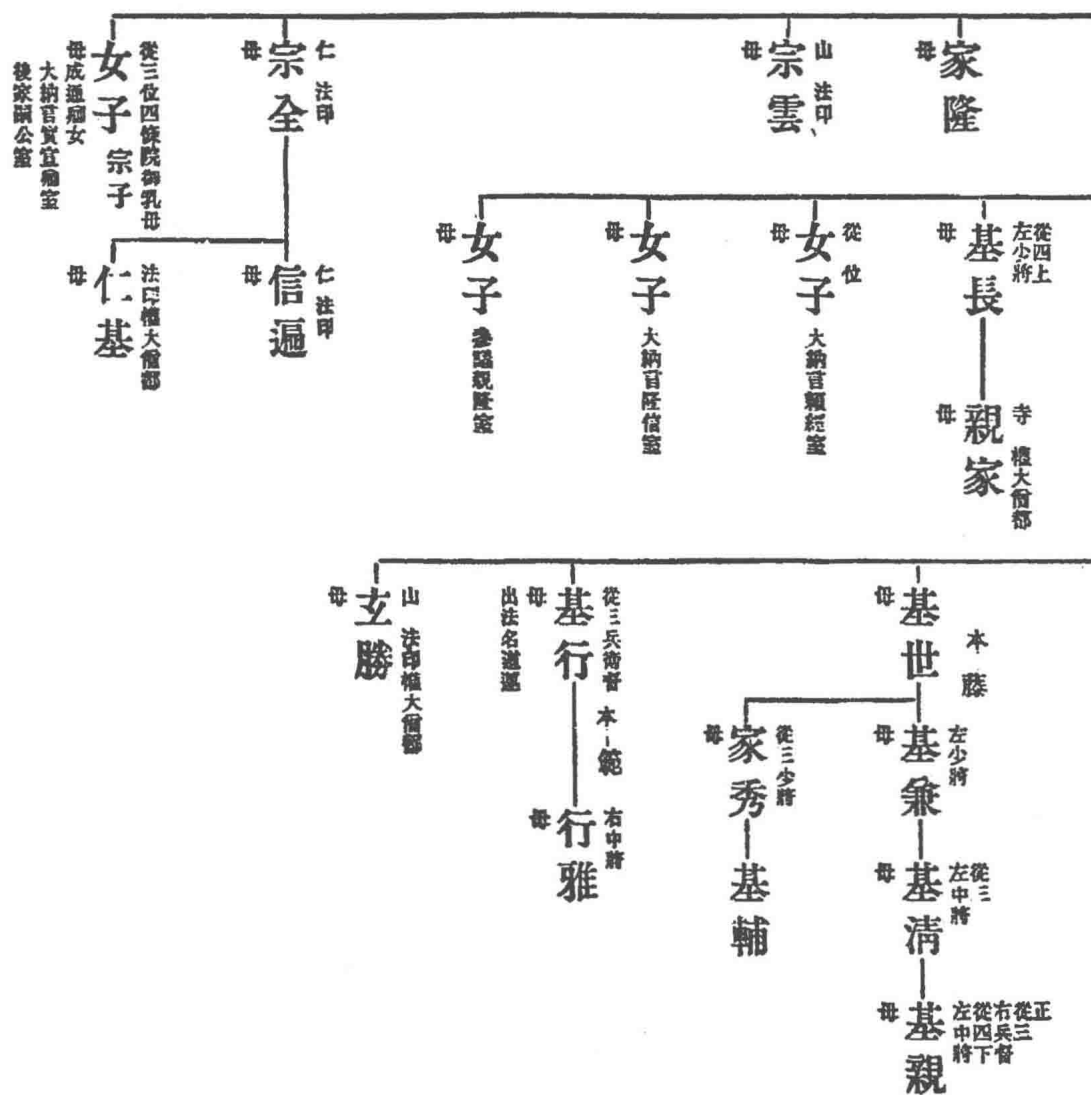 家隆
母
山 法印
宗雲
母
仁 法印
宗全
母
從三位四條院御乳母
女子 宗子
母成通卿女
大納言實宣卿室
後家嗣公室
從四上
左少將
基長
母
從 位
女子 大納言頼經室
母
女子 大納言隆信室
母
女子 參議親隆室
母
仁 法印
信遍
母
法印權大僧都
仁基
母
寺 權大僧都
親家
母
本 藤
基世
母
從三兵衛督
本-範
基行
母
出法名道運
山 法印權大僧都
玄勝
母
左少將
基兼
母
從三少將
家秀
母
右中將
行雅
母
從三
左中將
基淸
母
基輔
正
從三
右兵督
從四下
左中將
基親
母